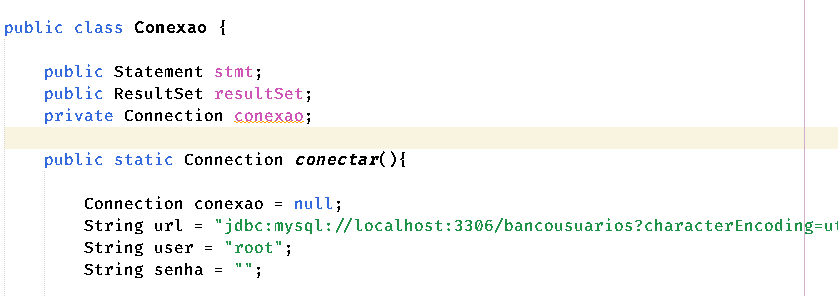 public class Conexao {
public Statement stmt;
public ResultSet resultSet;
private Connection conexao;
public static Connection conectar(){
Connection conexao = null;
String url = "jdbc:mysql://localhost:3306/bancousuarios?characterEncoding=ut
String user = "root";
String senha = "";